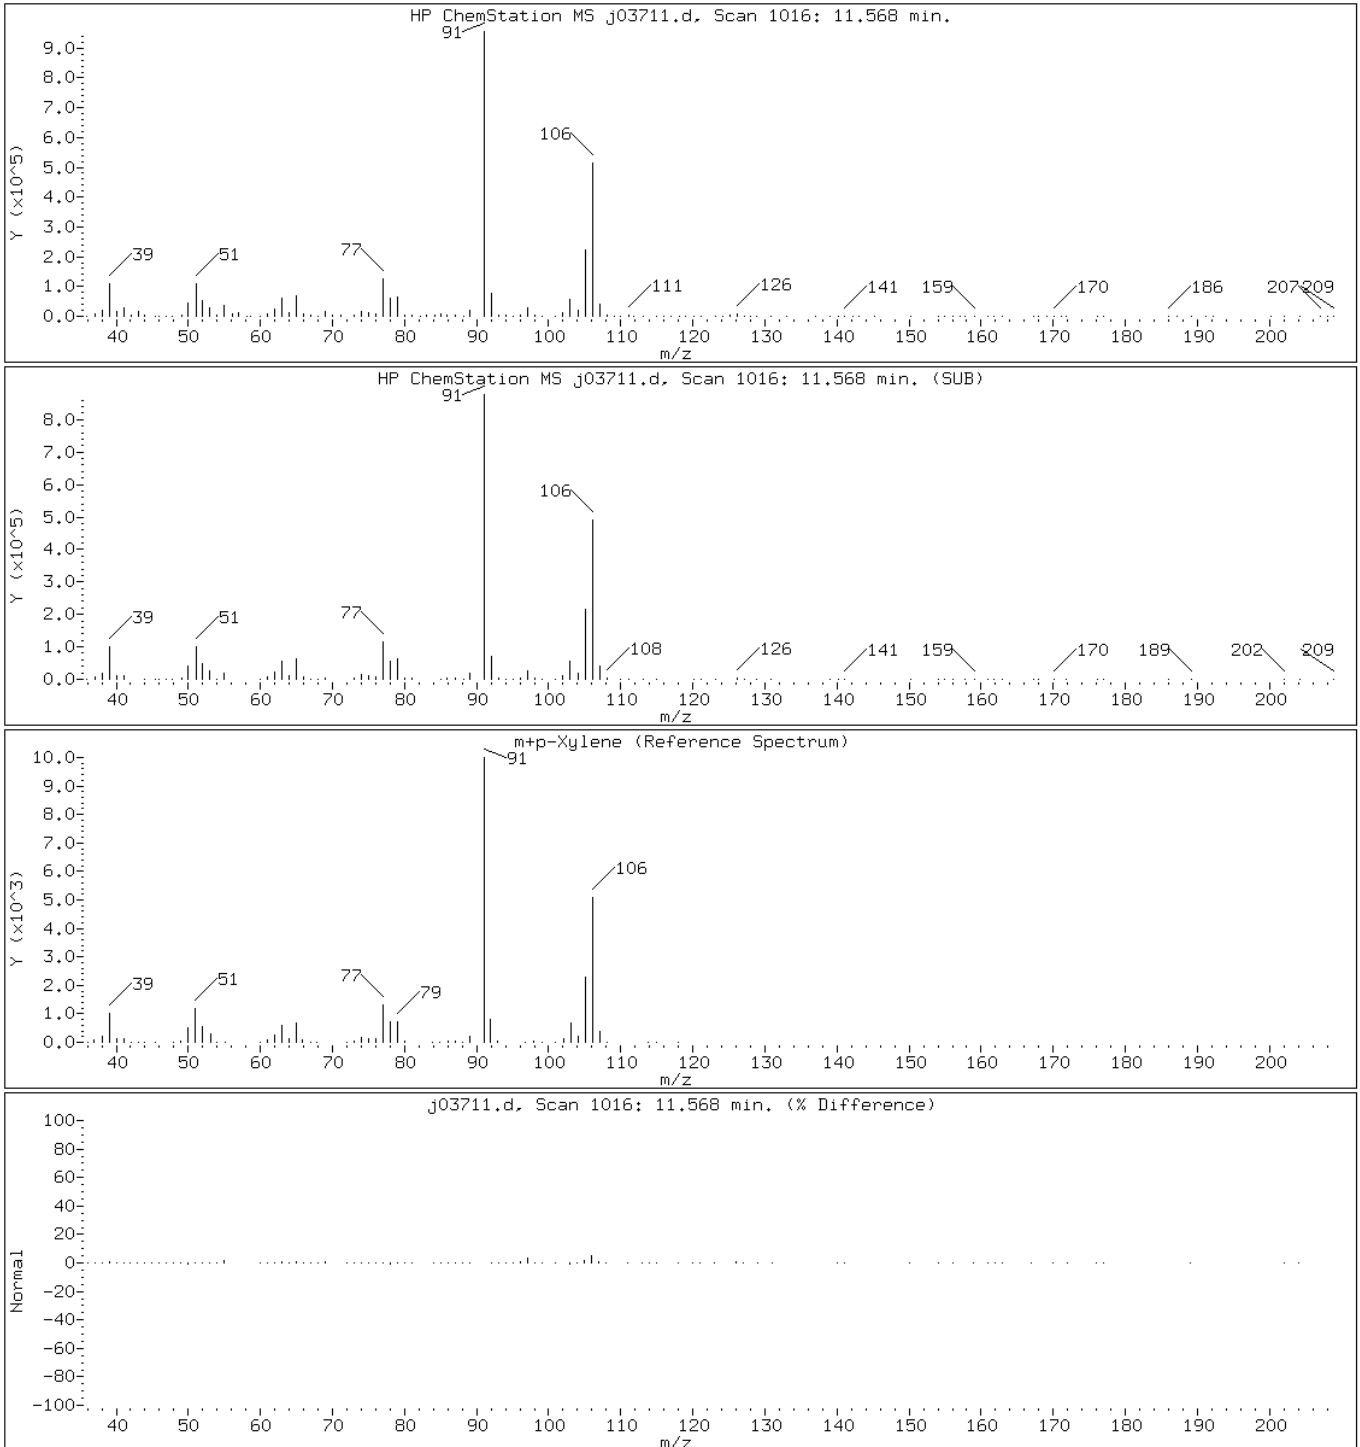 HP ChemStation MS j03711.d, Scan 1016: 11.568 min.
91
9.0
8.0
7.0
106
6.0
5.0
4.0
3.0
39 51 77
2.0
111 126 141 159 170 186 207 209
1.0
0.0
Y (x10^5)
40 50 60 70 80 90 100 110 120 130 140 150 160 170 180 190 200
m/z
HP ChemStation MS j03711.d, Scan 1016: 11.568 min. (SUB)
91
8.0
7.0
6.0
106
5.0
4.0
3.0
2.0
39 51 77
1.0
108 126 141 159 170 189 202 209
0.0
Y (x10^5)
40 50 60 70 80 90 100 110 120 130 140 150 160 170 180 190 200
m/z
m+p-Xylene (Reference Spectrum)
10.0
91
9.0
8.0
7.0
6.0
106
5.0
4.0
3.0
39 51 77 79
2.0
1.0
0.0
Y (x10^3)
40 50 60 70 80 90 100 110 120 130 140 150 160 170 180 190 200
m/z
j03711.d, Scan 1016: 11.568 min. (% Difference)
100
80
60
40
20
0
-20
-40
-60
-80
-100
Normal
40 50 60 70 80 90 100 110 120 130 140 150 160 170 180 190 200
m/z